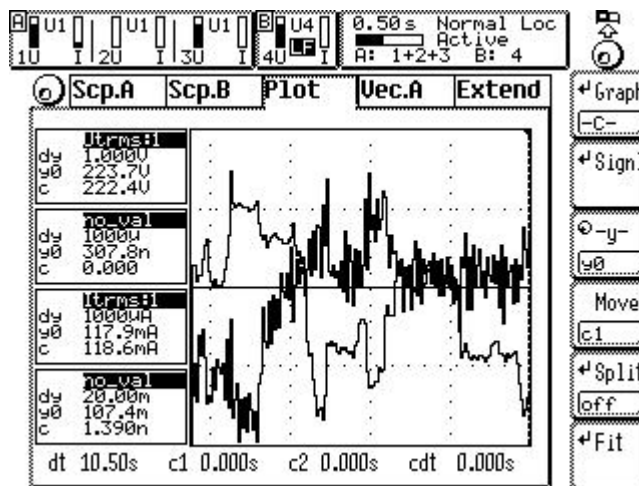 A U1 U1 U1 B U4 0.50s Normal Loc
LF Active
1U I 2U I 3U I 4U I A: 1+2+3 B: 4
Scp.A Scp.B Plot Vec.A Extend
Graph
-C-
Utrms:1
dy 1.000V
y0 223.7V
c 222.4V
Sign
no_val
dy 1000u
y0 307.8n
c 0.000
-y-
y0
Itrms:1
dy 1000uA
y0 117.9mA
c 118.6mA
Move
c1
no_val
dy 20.00m
y0 107.4m
c 1.390n
Split
off
Fit
dt 10.50s c1 0.000s c2 0.000s cdt 0.000s